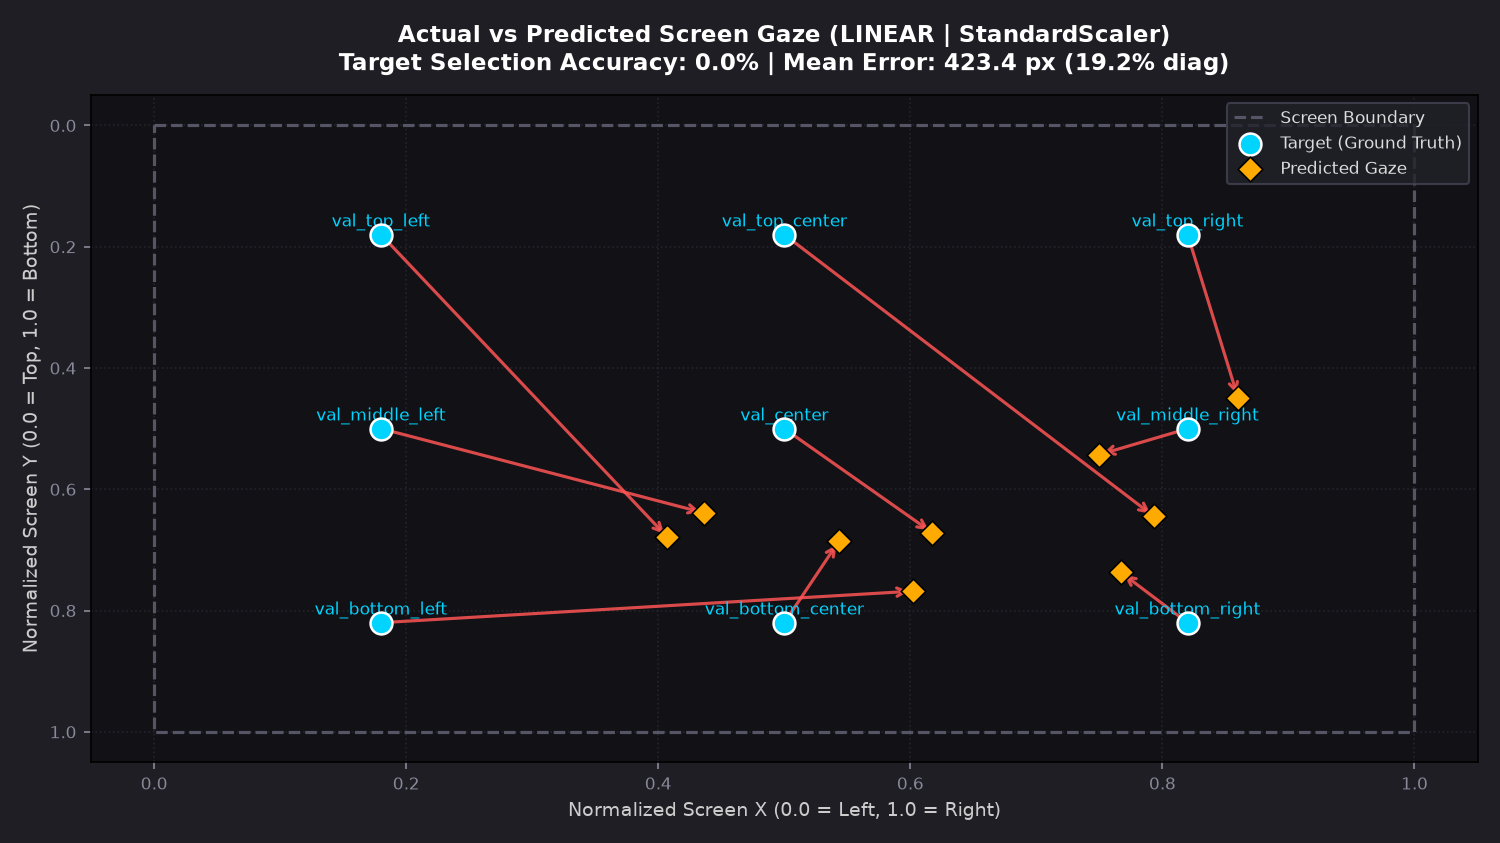 Actual vs Predicted Screen Gaze (LINEAR | StandardScaler)
Target Selection Accuracy: 0.0% | Mean Error: 423.4 px (19.2% diag)
Screen Boundary
Target (Ground Truth)
Predicted Gaze
val_top_left
val_top_center
val_top_right
val_middle_left
val_center
val_middle_right
val_bottom_left
val_bottom_center
val_bottom_right
0.0
0.2
0.4
0.6
0.8
1.0
Normalized Screen Y (0.0 = Top, 1.0 = Bottom)
0.0
0.2
0.4
0.6
0.8
1.0
Normalized Screen X (0.0 = Left, 1.0 = Right)